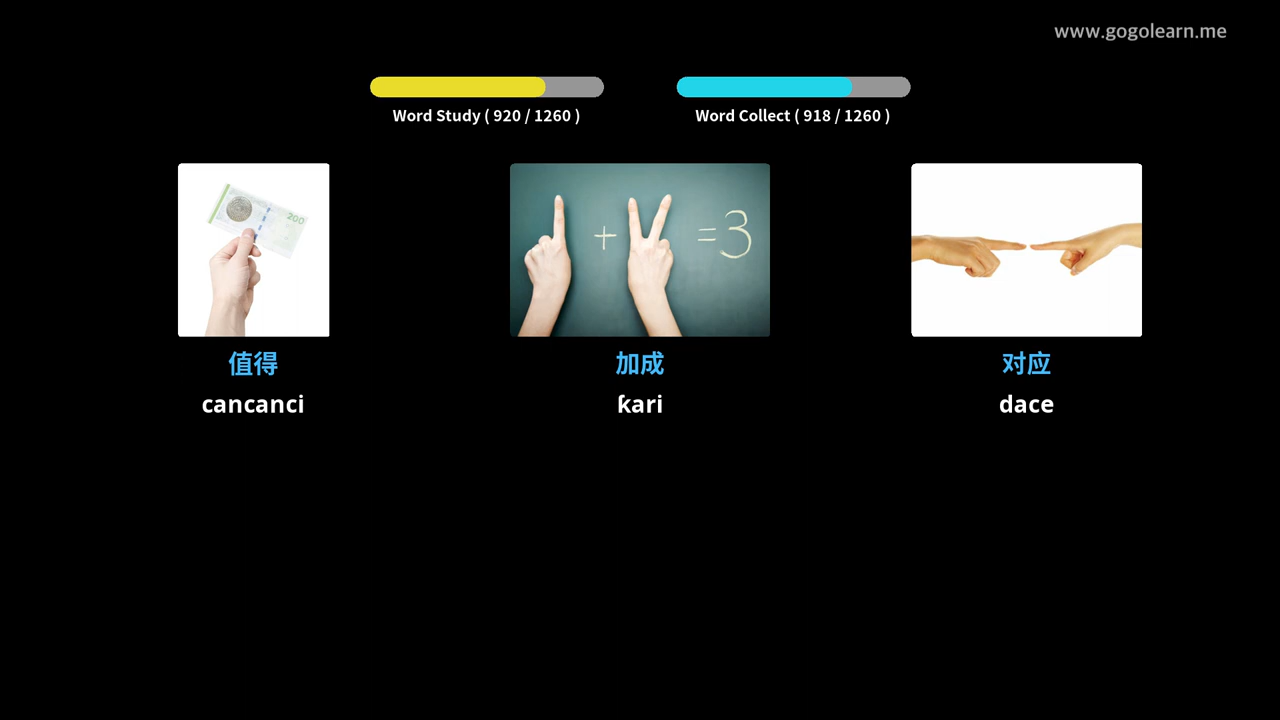 www.gogolearn.me
Word Study ( 920 / 1260 )
Word Collect ( 918 / 1260 )
200
+ =3
值得
加成
对应
cancanci
ƙari
dace